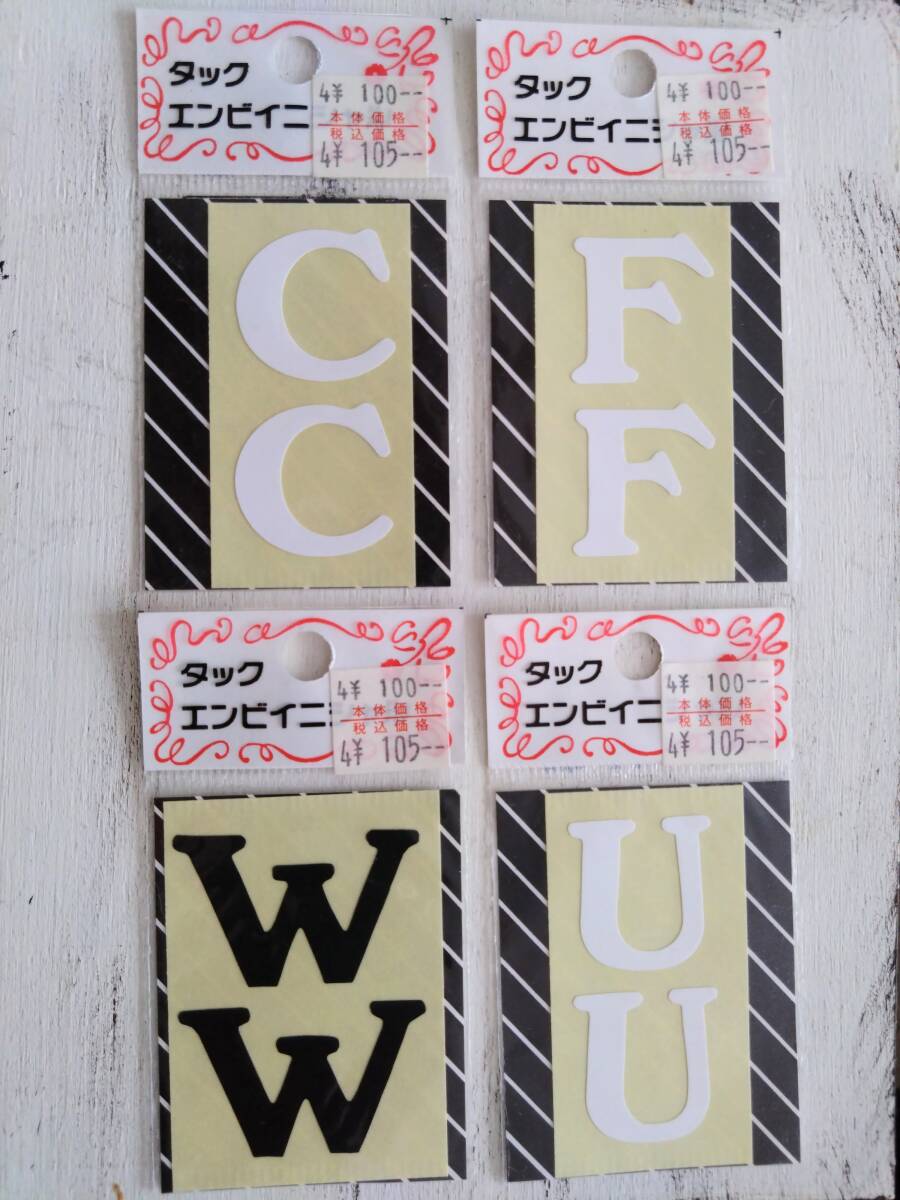 タック
エンビイニ
4¥ 100--
本体価格
税込価格
4¥ 105--
C
C
タック
エンビイニシ
4¥ 100--
本体価格
税込価格
4¥ 105--
F
F
タック
エンビイニシ
4¥ 100--
本体価格
税込価格
4¥ 105--
W
W
タック
エンビイニ
4¥ 100--
本体価格
税込価格
4¥ 105--
U
U